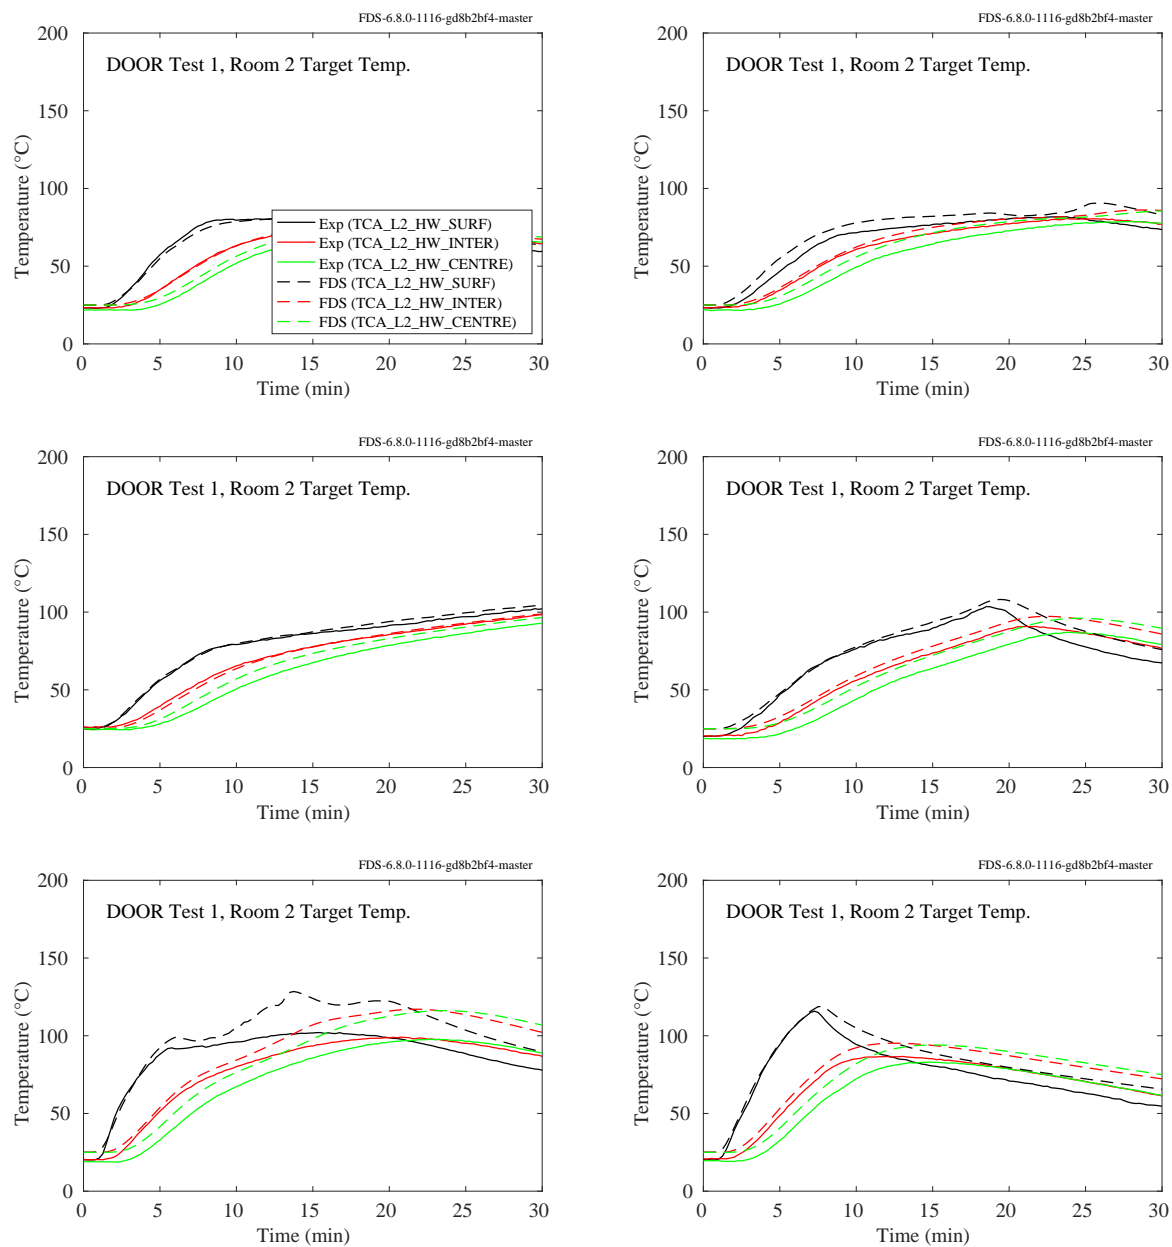 FDS-6.8.0-1116-gd8b2bf4-master
DOOR Test 1, Room 2 Target Temp.
Temperature (°C)
200
150
100
50
0
Exp (TCA_L2_HW_SURF)
Exp (TCA_L2_HW_INTER)
Exp (TCA_L2_HW_CENTRE)
FDS (TCA_L2_HW_SURF)
FDS (TCA_L2_HW_INTER)
FDS (TCA_L2_HW_CENTRE)
0 5 10 15 20 25 30
Time (min)
FDS-6.8.0-1116-gd8b2bf4-master
DOOR Test 1, Room 2 Target Temp.
Temperature (°C)
200
150
100
50
0
0 5 10 15 20 25 30
Time (min)
FDS-6.8.0-1116-gd8b2bf4-master
DOOR Test 1, Room 2 Target Temp.
Temperature (°C)
200
150
100
50
0
0 5 10 15 20 25 30
Time (min)
FDS-6.8.0-1116-gd8b2bf4-master
DOOR Test 1, Room 2 Target Temp.
Temperature (°C)
200
150
100
50
0
0 5 10 15 20 25 30
Time (min)
FDS-6.8.0-1116-gd8b2bf4-master
DOOR Test 1, Room 2 Target Temp.
Temperature (°C)
200
150
100
50
0
0 5 10 15 20 25 30
Time (min)
FDS-6.8.0-1116-gd8b2bf4-master
DOOR Test 1, Room 2 Target Temp.
Temperature (°C)
200
150
100
50
0
0 5 10 15 20 25 30
Time (min)